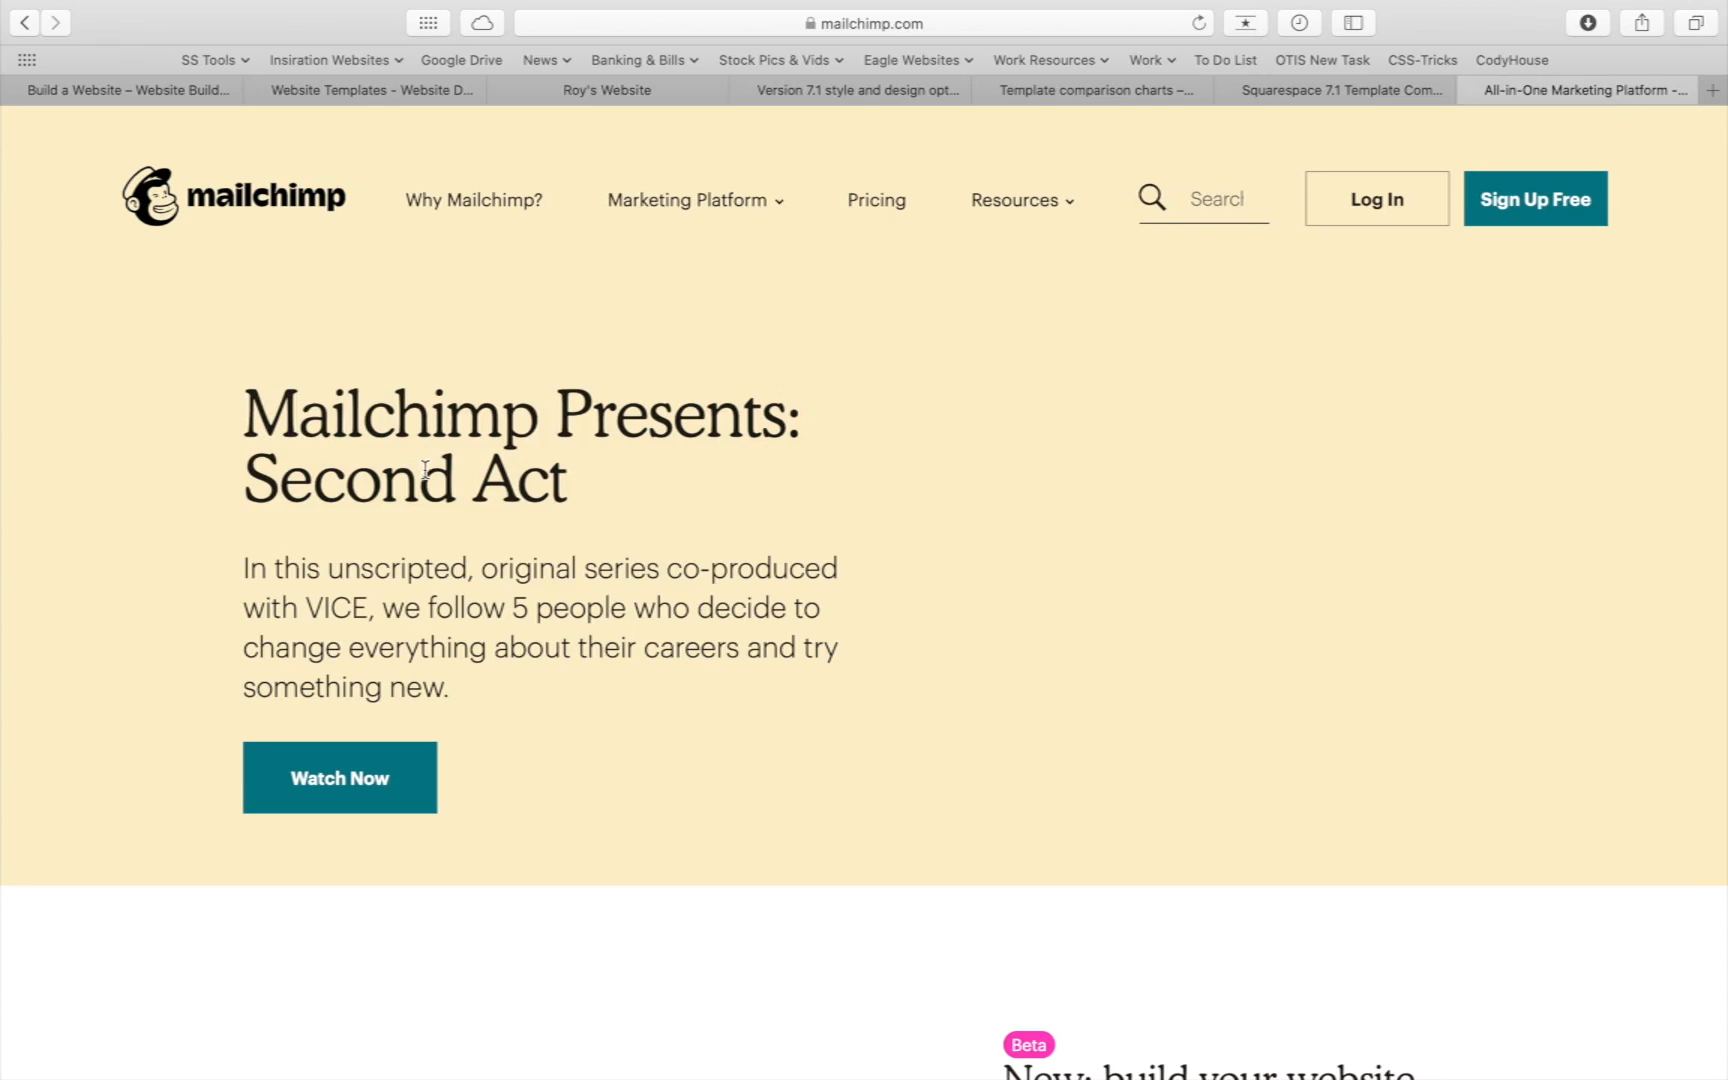 mailchimp.com
SS Tools
Insiration Websites
Google Drive
News
Banking & Bills
Stock Pics & Vids
Eagle Websites
Work Resources
Work
To Do List
OTIS New Task
CSS-Tricks
CodyHouse
Build a Website – Website Build...
Website Templates - Website D...
Roy's Website
Version 7.1 style and design opt...
Template comparison charts –...
Squarespace 7.1 Template Com...
All-in-One Marketing Platform -...
mailchimp
Why Mailchimp?
Marketing Platform
Pricing
Resources
Search
Log In
Sign Up Free
Mailchimp Presents:
Second Act
In this unscripted, original series co-produced
with VICE, we follow 5 people who decide to
change everything about their careers and try
something new.
Watch Now
Beta
Now: build your website